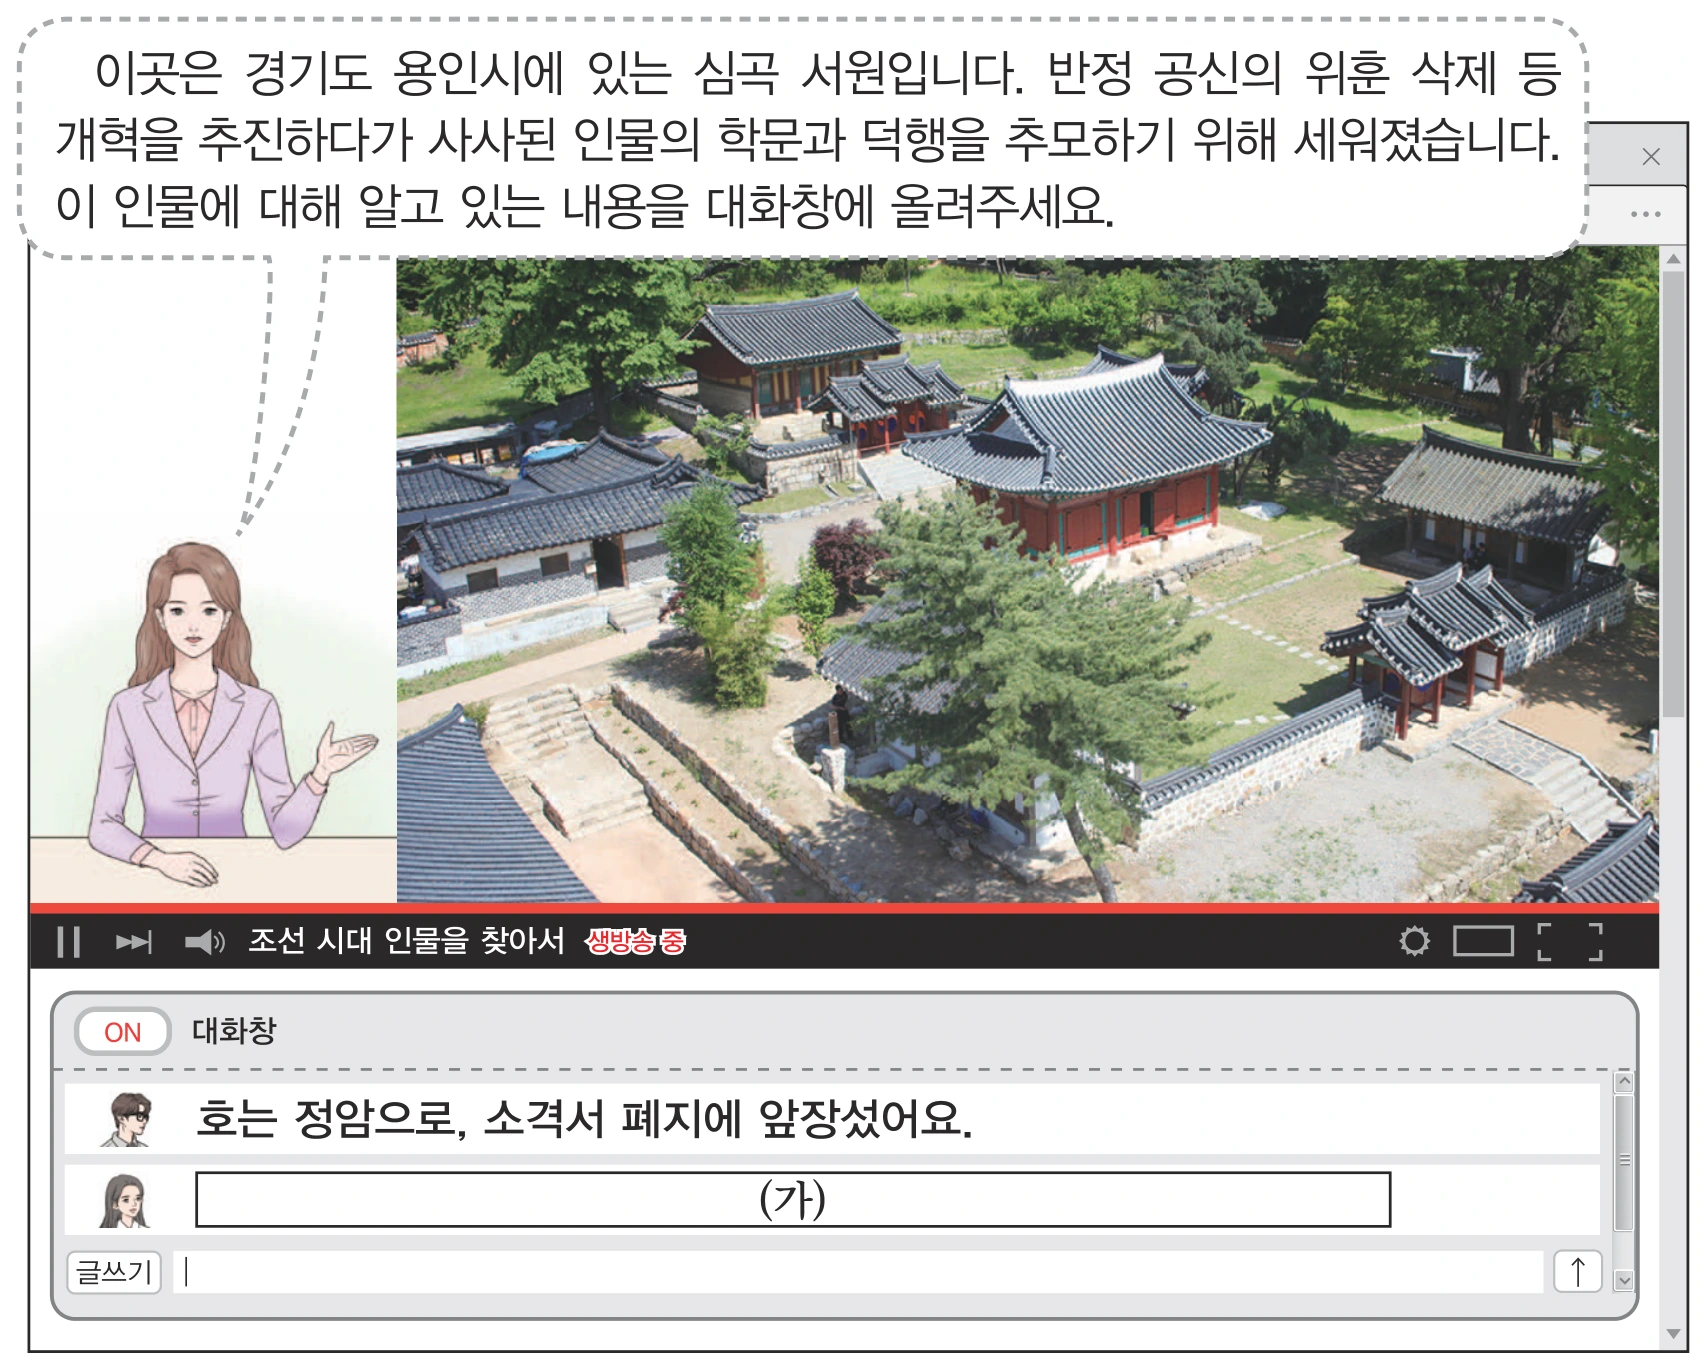 이곳은 경기도 용인시에 있는 심곡 서원입니다. 반정 공신의 위훈 삭제 등
개혁을 추진하다가 사사된 인물의 학문과 덕행을 추모하기 위해 세워졌습니다.
이 인물에 대해 알고 있는 내용을 대화창에 올려주세요.
조선 시대 인물을 찾아서 생방송 중
ON 대화창
호는 정암으로, 소격서 폐지에 앞장섰어요.
(가)
글쓰기